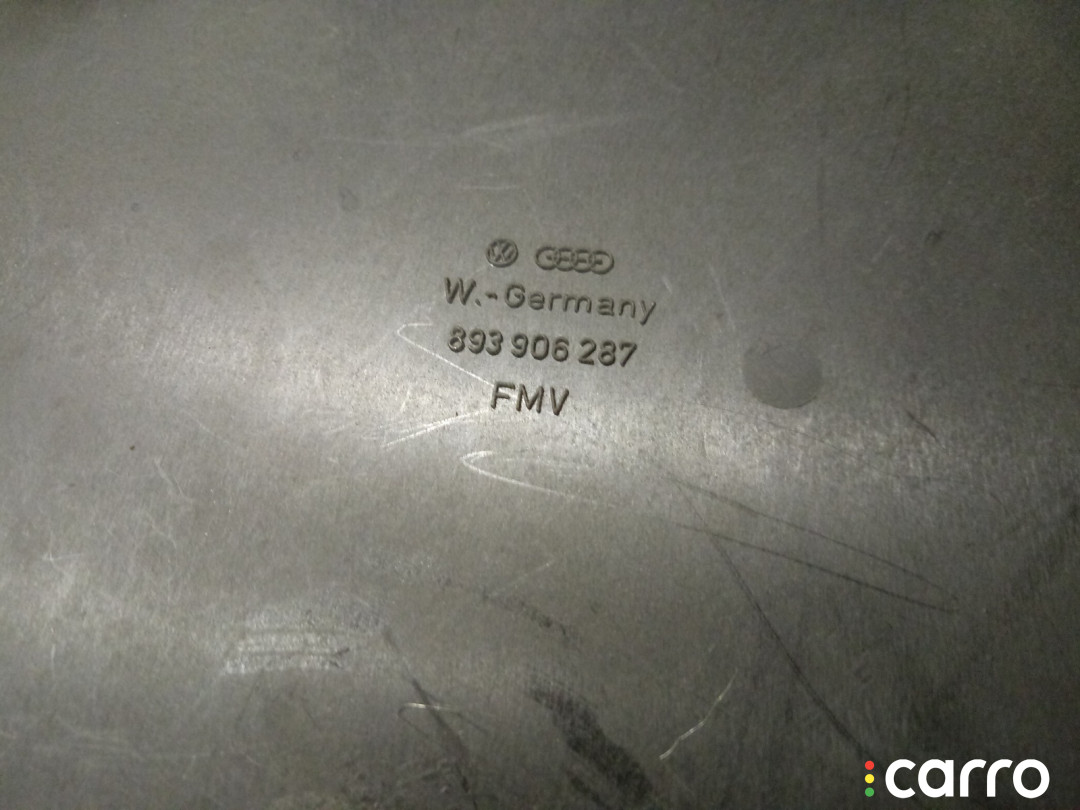 W.-Germany
893 906 287
FMV
carro